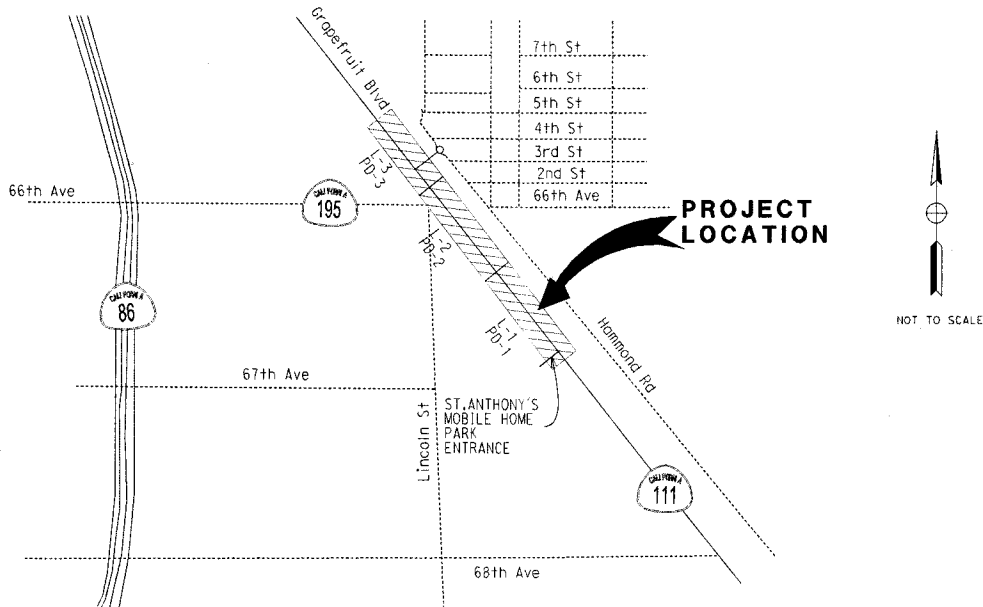 Grapefruit Blvd
7th St
6th St
5th St
4th St
3rd St
2nd St
66th Ave
L-3
PD-3
66th Ave
CALIFORNIA
195
PROJECT
LOCATION
L-2
PD-2
CALIFORNIA
86
NOT TO SCALE
L-1
PD-1
Hammond Rd
67th Ave
Lincoln St
ST.ANTHONY'S
MOBILE HOME
PARK
ENTRANCE
CALIFORNIA
111
68th Ave